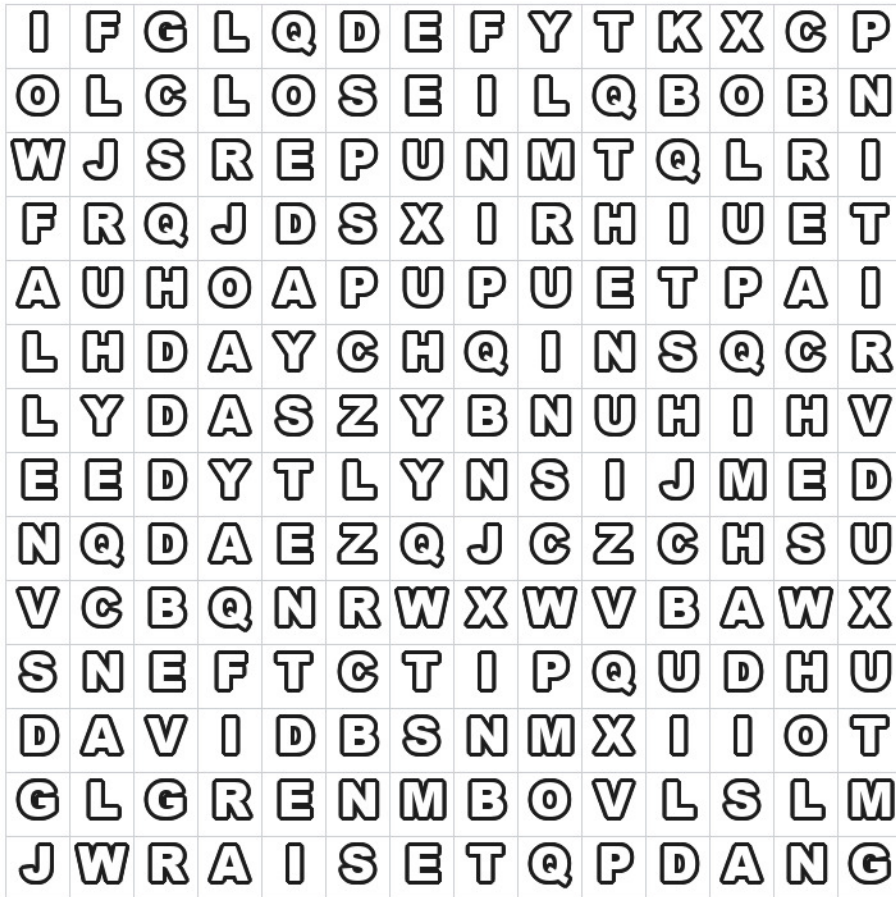 I F G L Q D E F Y T K X C P
O L C L O S E I L Q B O B N
W J S R E P U N M T Q L R I
F R Q J D S X I R H I U E T
A U H O A P U P U E T P A I
L H D A Y C H Q I N S Q C R
L Y D A S Z Y B N U H I H V
E E D Y T L Y N S I J M E D
N Q D A E Z Q J C Z C H S U
V C B Q N R W X W V B A W X
S N E F T C T I P Q U D H U
D A V I D B S N M X I I O T
G L G R E N M B O V L S L M
J W R A I S E T Q P D A N G